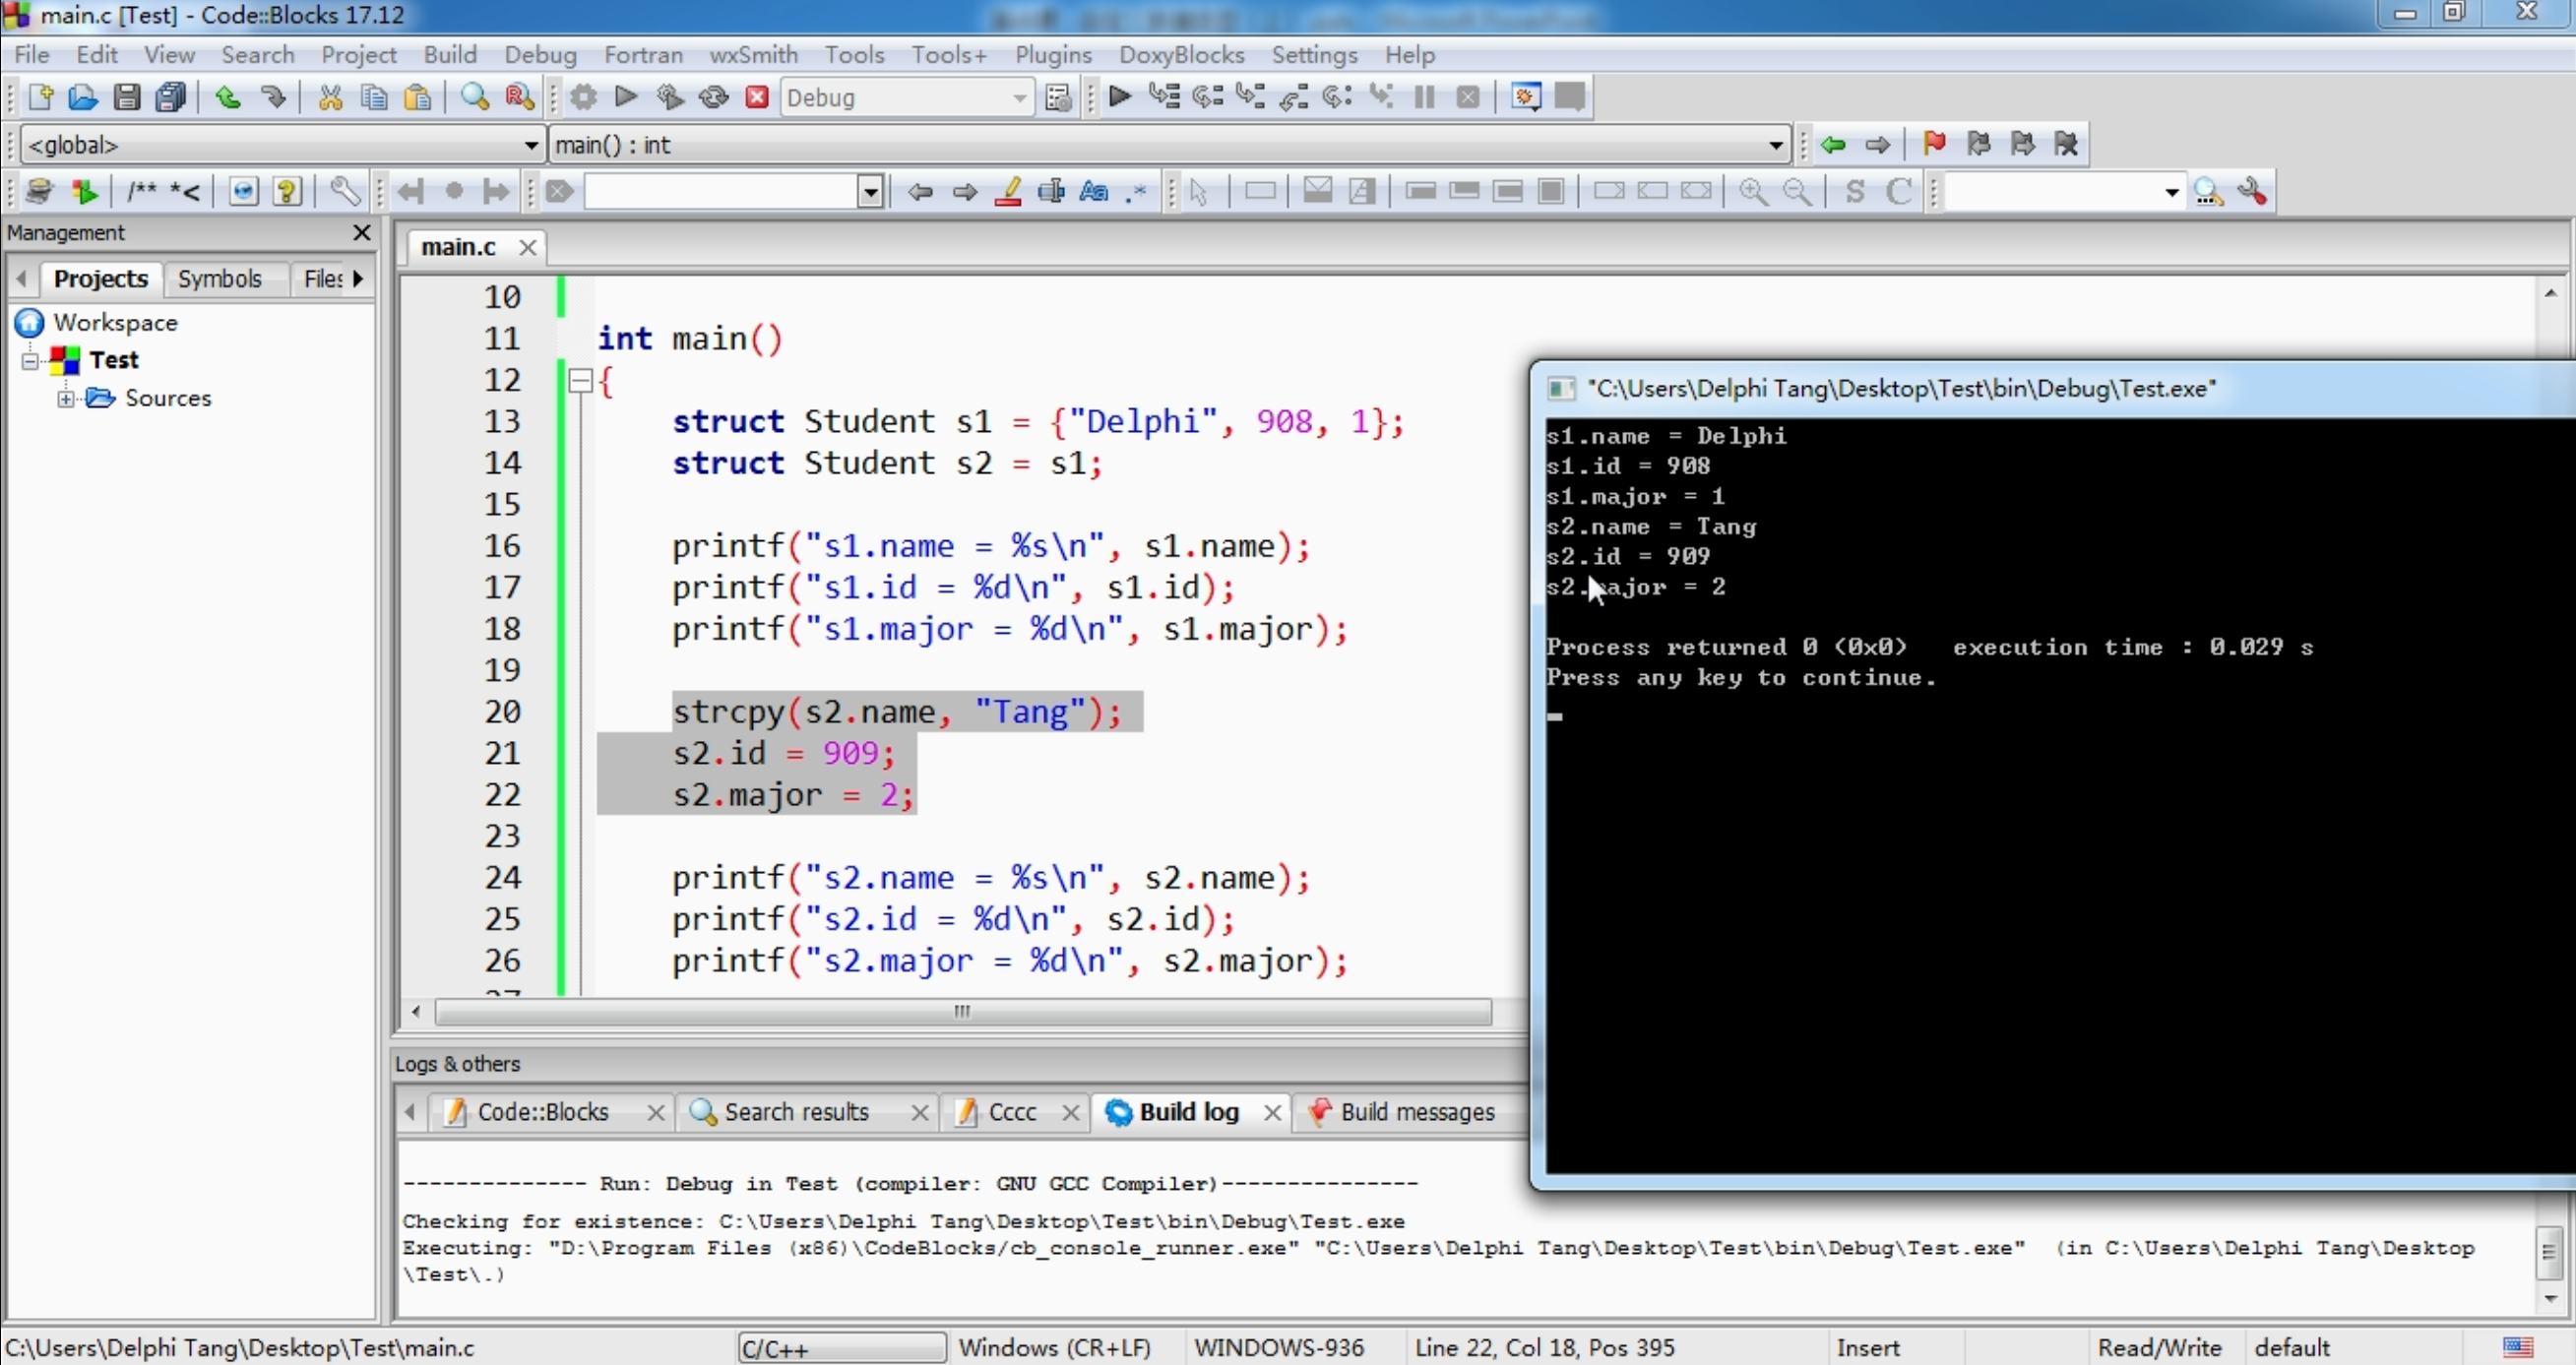 main.c [Test] - Code::Blocks 17.12
File Edit View Search Project Build Debug Fortran wxSmith Tools Tools+ Plugins DoxyBlocks Settings Help
Debug
<global> main() : int
/** *<
Management
main.c
Projects Symbols Files
Workspace
Test
Sources
10
11 int main()
12 {
13 struct Student s1 = {"Delphi", 908, 1};
14 struct Student s2 = s1;
15
16 printf("s1.name = %s\n", s1.name);
17 printf("s1.id = %d\n", s1.id);
18 printf("s1.major = %d\n", s1.major);
19
20 strcpy(s2.name, "Tang");
21 s2.id = 909;
22 s2.major = 2;
23
24 printf("s2.name = %s\n", s2.name);
25 printf("s2.id = %d\n", s2.id);
26 printf("s2.major = %d\n", s2.major);
"C:\Users\Delphi Tang\Desktop\Test\bin\Debug\Test.exe"
s1.name = Delphi
s1.id = 908
s1.major = 1
s2.name = Tang
s2.id = 909
s2.major = 2
Process returned 0 (0x0) execution time : 0.029 s
Press any key to continue.
Logs & others
Code::Blocks Search results Cccc Build log Build messages
-------------- Run: Debug in Test (compiler: GNU GCC Compiler)---------------
Checking for existence: C:\Users\Delphi Tang\Desktop\Test\bin\Debug\Test.exe
Executing: "D:\Program Files (x86)\CodeBlocks/cb_console_runner.exe" "C:\Users\Delphi Tang\Desktop\Test\bin\Debug\Test.exe" (in C:\Users\Delphi Tang\Desktop
\Test\.)
C:\Users\Delphi Tang\Desktop\Test\main.c C/C++ Windows (CR+LF) WINDOWS-936 Line 22, Col 18, Pos 395 Insert Read/Write default